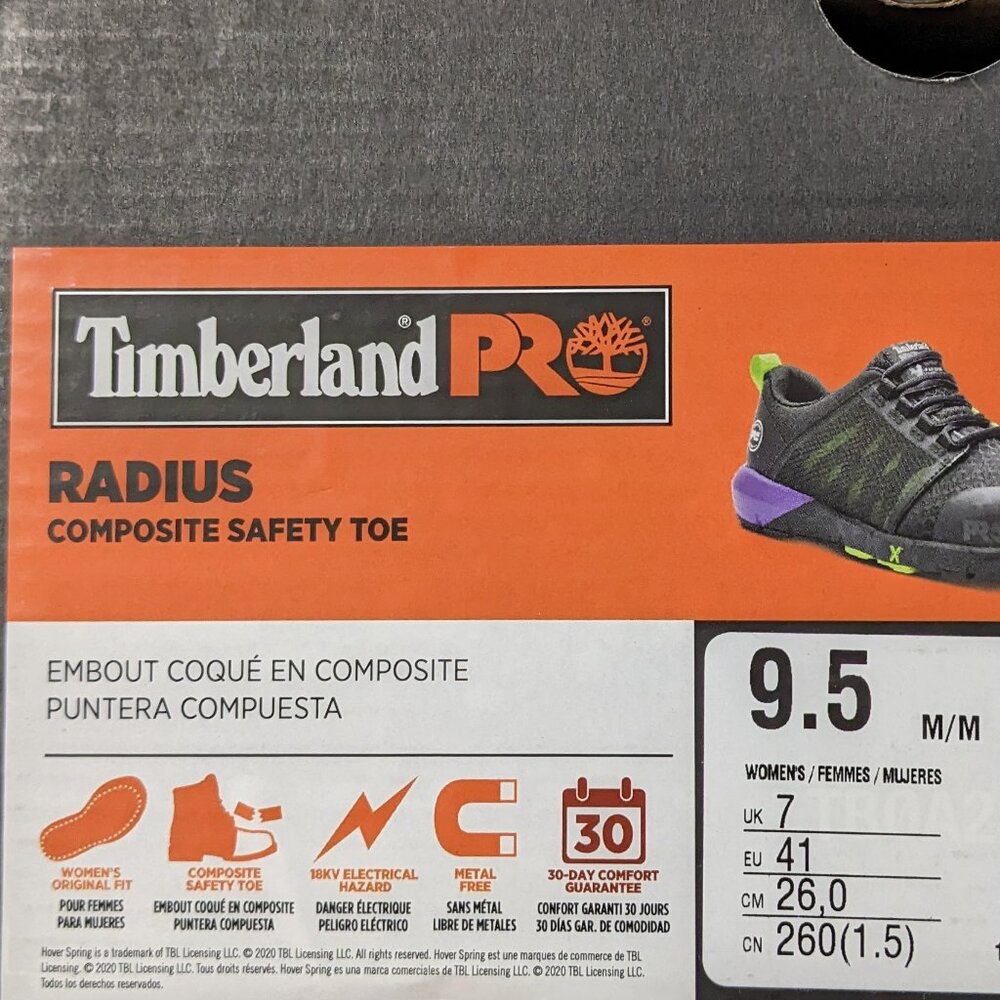 Timberland® PRO®
RADIUS
COMPOSITE SAFETY TOE
EMBOUT COQUÉ EN COMPOSITE
PUNTERA COMPUESTA
WOMEN'S
ORIGINAL FIT
POUR FEMMES
PARA MUJERES
COMPOSITE
SAFETY TOE
EMBOUT COQUÉ EN COMPOSITE
PUNTERA COMPUESTA
18KV ELECTRICAL
HAZARD
DANGER ÉLECTRIQUE
PELIGRO ELÉCTRICO
METAL
FREE
SANS MÉTAL
LIBRE DE METALES
30
30-DAY COMFORT
GUARANTEE
CONFORT GARANTI 30 JOURS
30 DÍAS GAR. DE COMODIDAD
Hover Spring is a trademark of TBL Licensing LLC. © 2020 TBL Licensing LLC. All rights reserved. Hover Spring est une marques de commerce de TBL
Licensing. © 2020 TBL Licensing LLC. Tous droits réservés. Hover Spring es una marca comerciales de TBL Licensing LLC. © 2020 TBL Licensing LLC.
Todos los derechos reservados.
9.5
M/M
WOMEN'S / FEMMES / MUJERES
UK 7
EU 41
CM 26,0
CN 260(1.5)